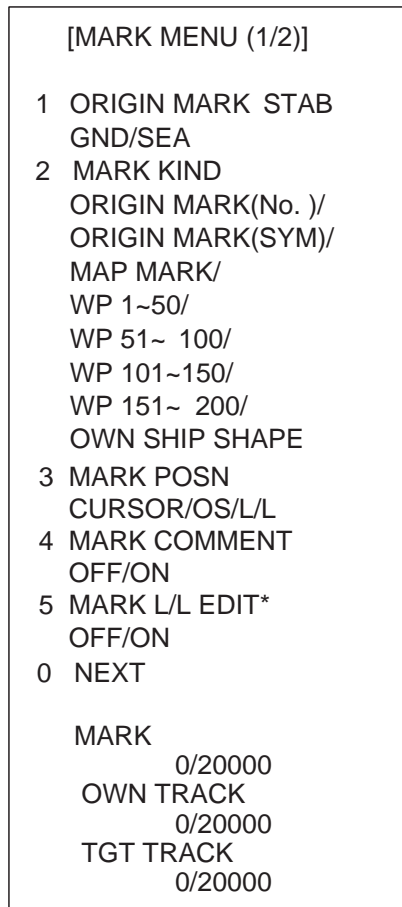 [MARK MENU (1/2)]
1 ORIGIN MARK STAB
GND/SEA
2 MARK KIND
ORIGIN MARK(No. )/
ORIGIN MARK(SYM)/
MAP MARK/
WP 1~50/
WP 51~ 100/
WP 101~150/
WP 151~ 200/
OWN SHIP SHAPE
3 MARK POSN
CURSOR/OS/L/L
4 MARK COMMENT
OFF/ON
5 MARK L/L EDIT*
OFF/ON
0 NEXT
MARK
0/20000
OWN TRACK
0/20000
TGT TRACK
0/20000